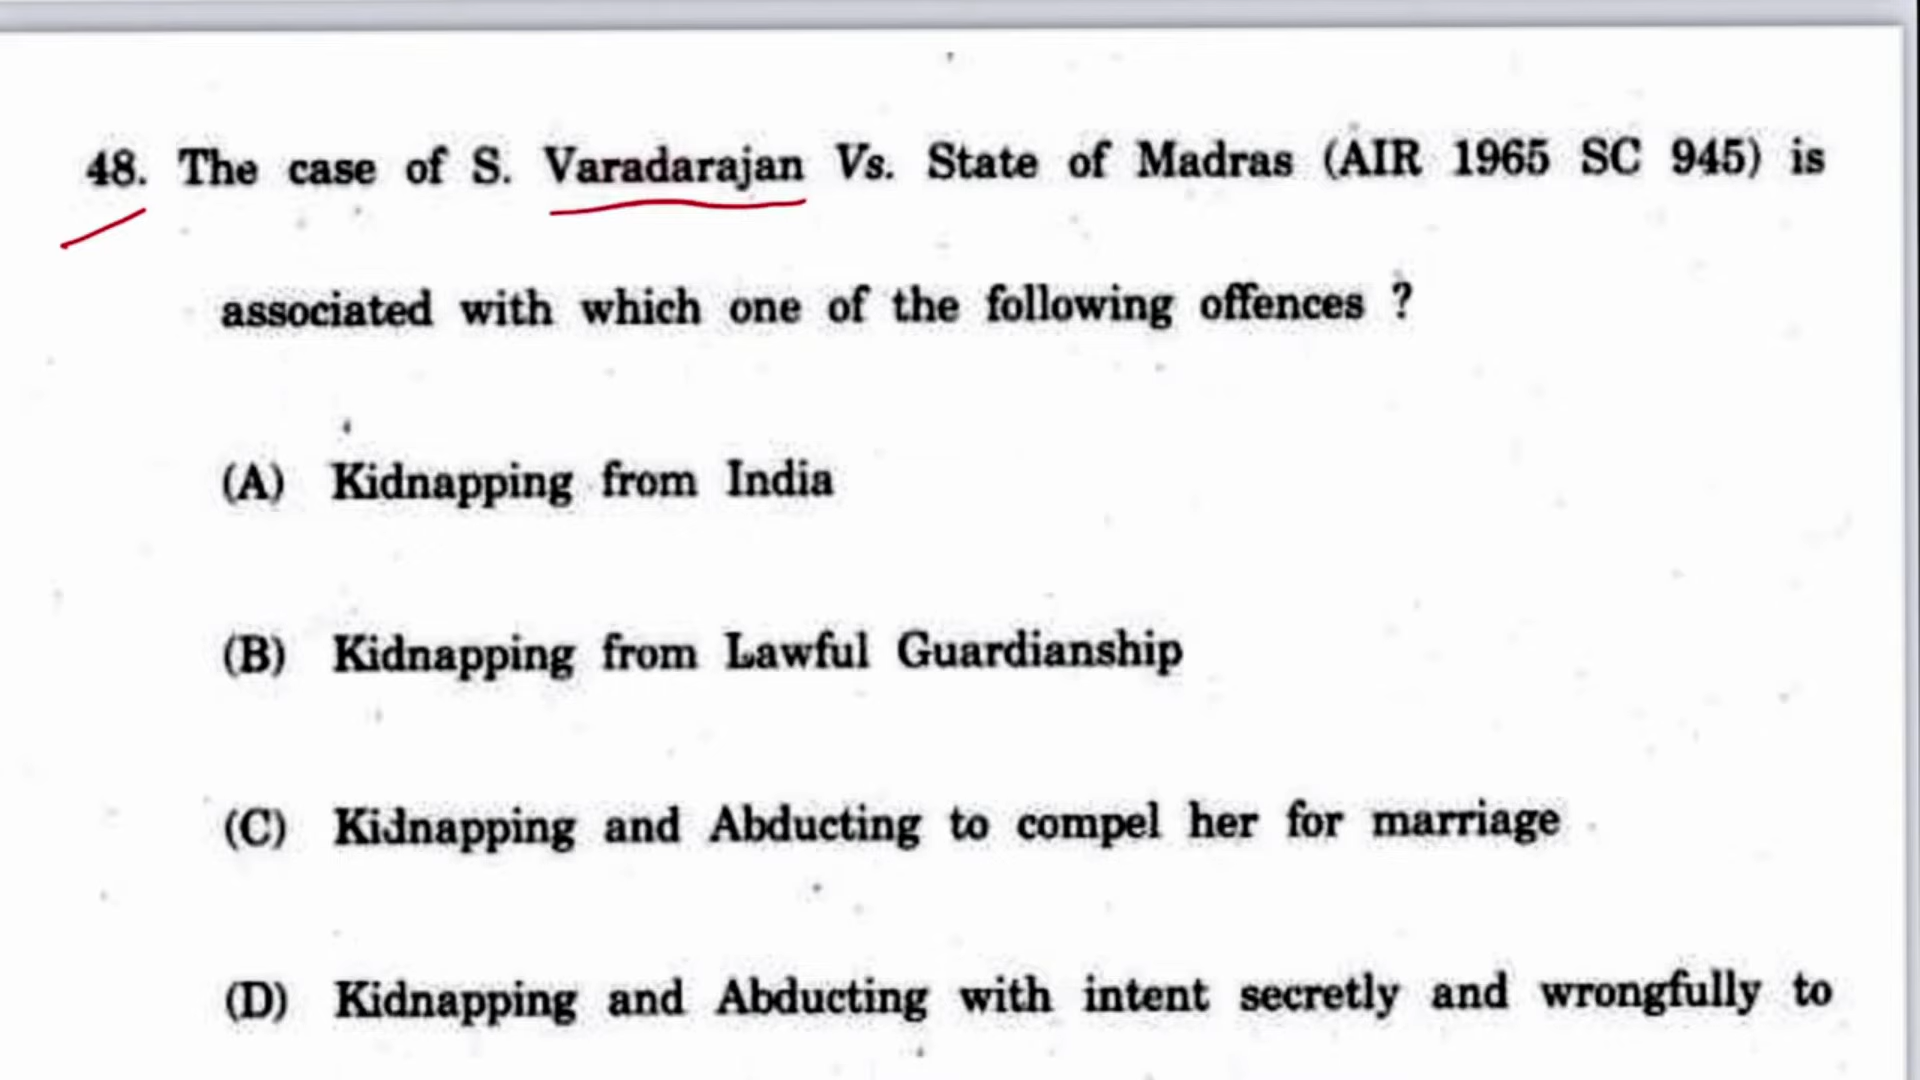 48. The case of S. Varadarajan Vs. State of Madras (AIR 1965 SC 945) is
associated with which one of the following offences ?
(A) Kidnapping from India
(B) Kidnapping from Lawful Guardianship
(C) Kidnapping and Abducting to compel her for marriage
(D) Kidnapping and Abducting with intent secretly and wrongfully to